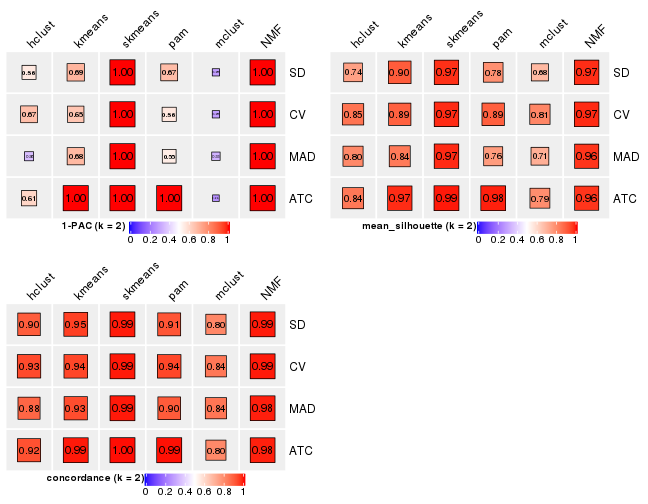 hclust kmeans skmeans pam mclust NMF
0.56 0.69 1.00 0.67 1.00 SD
0.67 0.65 1.00 0.56 1.00 CV
0.68 1.00 0.55 1.00 MAD
0.61 1.00 1.00 1.00 1.00 ATC
1-PAC (k = 2)
0 0.2 0.4 0.6 0.8 1
hclust kmeans skmeans pam mclust NMF
0.74 0.90 0.97 0.78 0.68 0.97 SD
0.85 0.89 0.97 0.89 0.81 0.97 CV
0.80 0.84 0.97 0.76 0.71 0.96 MAD
0.84 0.97 0.99 0.98 0.79 0.96 ATC
mean_silhouette (k = 2)
0 0.2 0.4 0.6 0.8 1
hclust kmeans skmeans pam mclust NMF
0.90 0.95 0.99 0.91 0.80 0.99 SD
0.93 0.94 0.99 0.94 0.84 0.99 CV
0.88 0.93 0.99 0.90 0.84 0.98 MAD
0.92 0.99 1.00 0.99 0.80 0.98 ATC
concordance (k = 2)
0 0.2 0.4 0.6 0.8 1